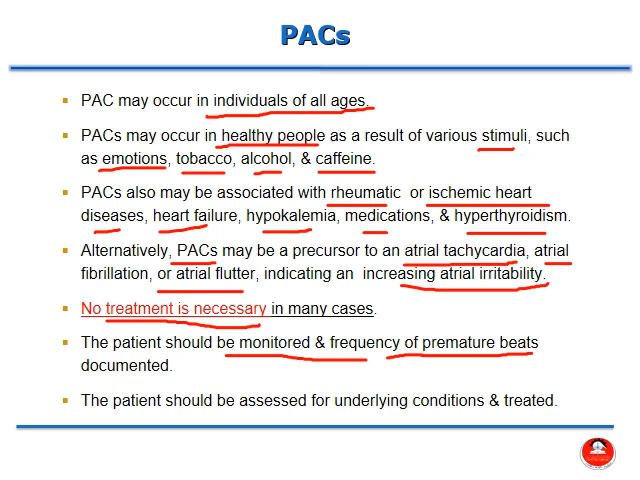 PACs
▪ PAC may occur in individuals of all ages.
▪ PACs may occur in healthy people as a result of various stimuli, such
as emotions, tobacco, alcohol, & caffeine.
▪ PACs also may be associated with rheumatic or ischemic heart
diseases, heart failure, hypokalemia, medications, & hyperthyroidism.
▪ Alternatively, PACs may be a precursor to an atrial tachycardia, atrial
fibrillation, or atrial flutter, indicating an increasing atrial irritability.
▪ No treatment is necessary in many cases.
▪ The patient should be monitored & frequency of premature beats
documented.
▪ The patient should be assessed for underlying conditions & treated.